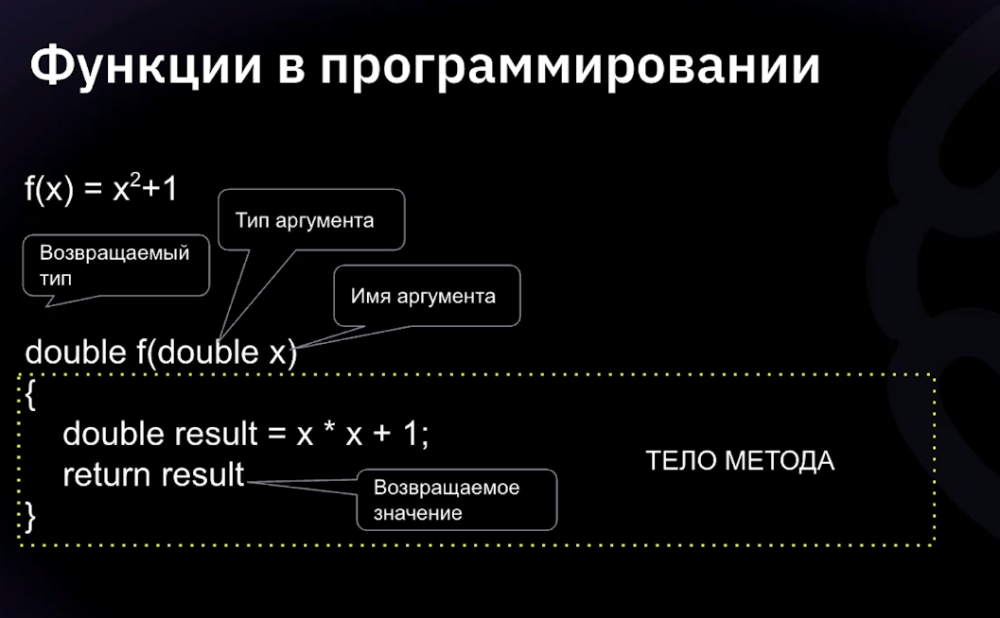 Функции в программировании
f(x) = x²+1
Тип аргумента
Возвращаемый
тип
Имя аргумента
double f(double x)
{
double result = x * x + 1;
return result
ТЕЛО МЕТОДА
Возвращаемое
значение
}